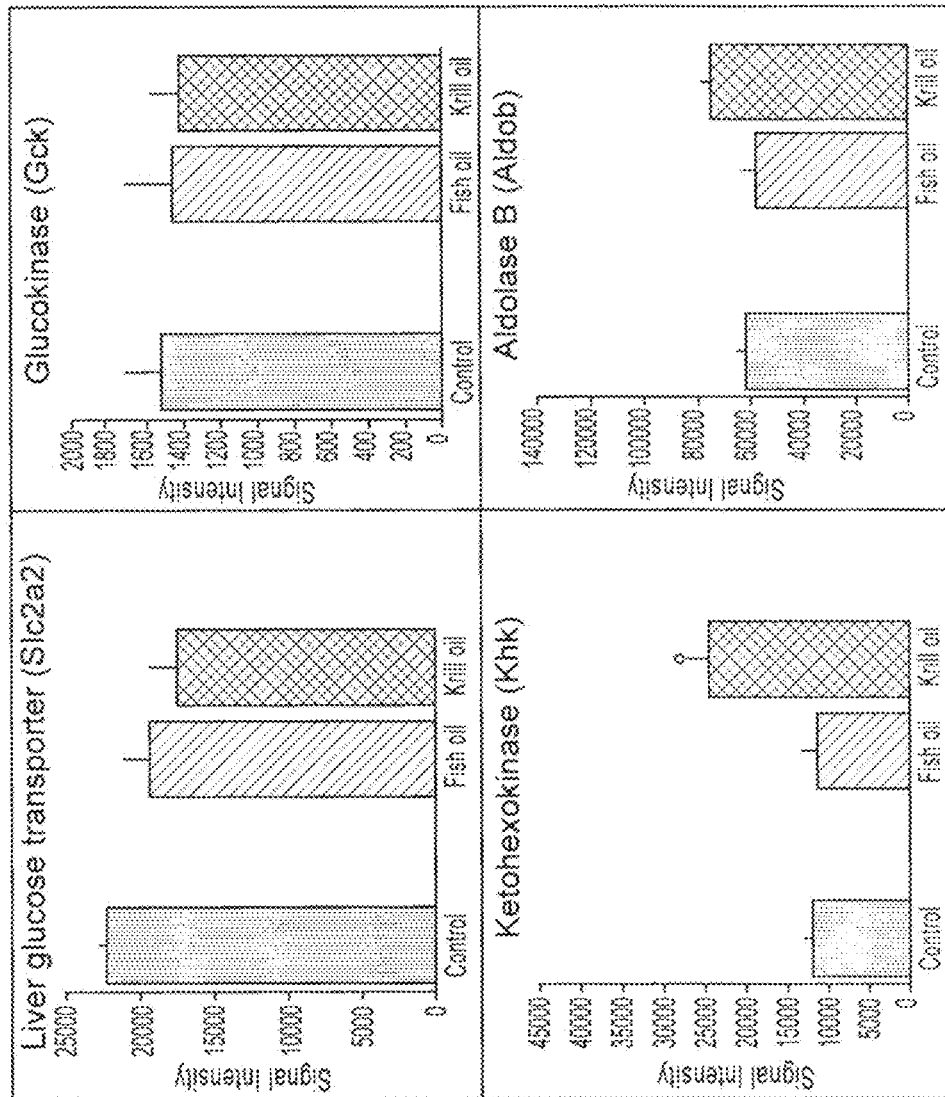 Liver glucose transporter (Slc2a2)
Signal Intensity
25000
20000
15000
10000
5000
0
Control
Fish oil
Krill oil
Glucokinase (Gck)
Signal Intensity
2000
1800
1600
1400
1200
1000
800
600
400
200
0
Control
Fish oil
Krill oil
Ketohexokinase (Khk)
Signal Intensity
45000
40000
35000
30000
25000
20000
15000
10000
5000
0
Control
Fish oil
Krill oil
Aldolase B (Aldob)
Signal Intensity
140000
120000
100000
80000
60000
40000
20000
0
Control
Fish oil
Krill oil